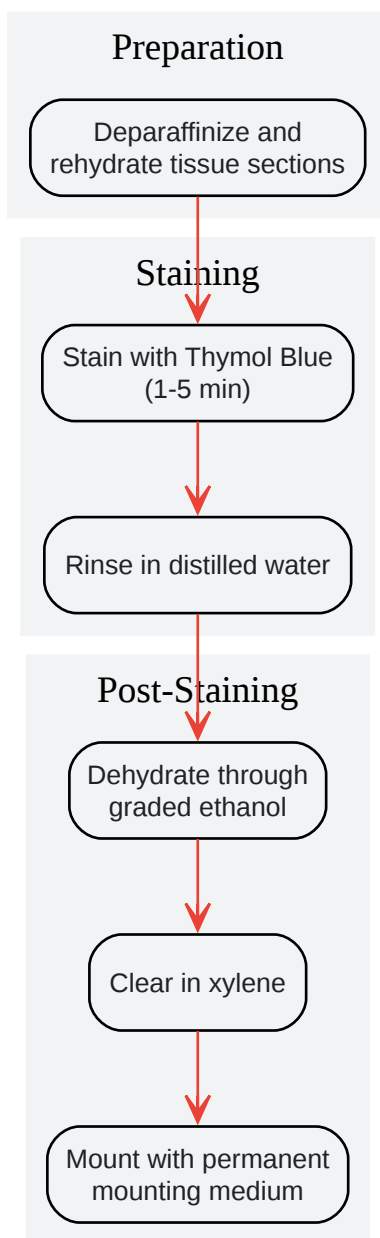 Preparation
Deparaffinize and
rehydrate tissue sections
Staining
Stain with Thymol Blue
(1-5 min)
Rinse in distilled water
Post-Staining
Dehydrate through
graded ethanol
Clear in xylene
Mount with permanent
mounting medium